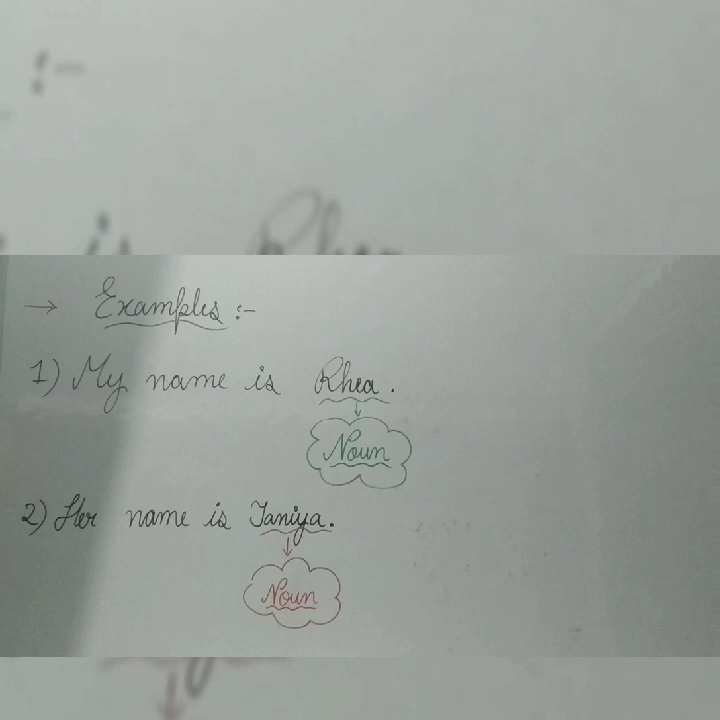 → Examples :-
1) My name is Rhea.
↓
Noun
2) Her name is Taniya.
↓
Noun